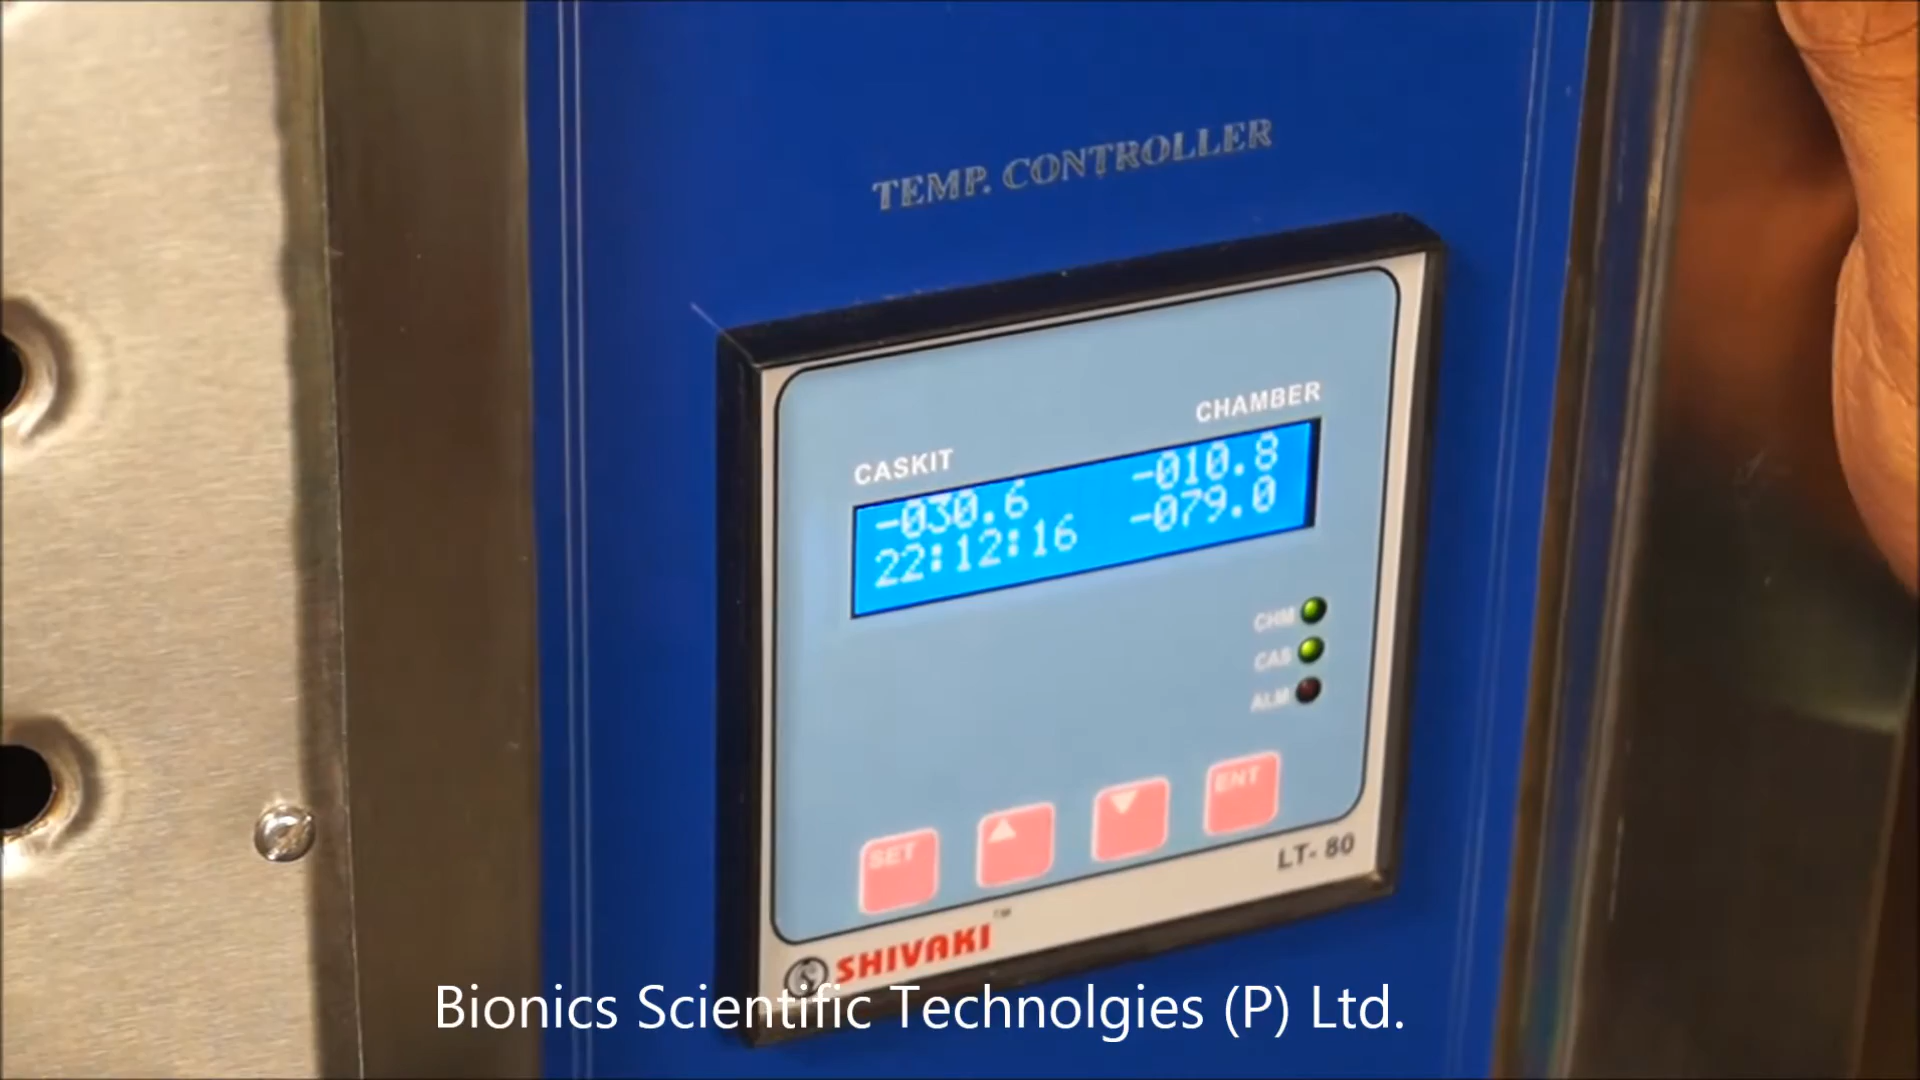 TEMP. CONTROLLER
CHAMBER
CASKIT
-030.6 -010.8
22:12:16 -079.0
CHM
CAS
ALM
SET
ENT
LT- 80
SHIVAKI™
Bionics Scientific Technolgies (P) Ltd.